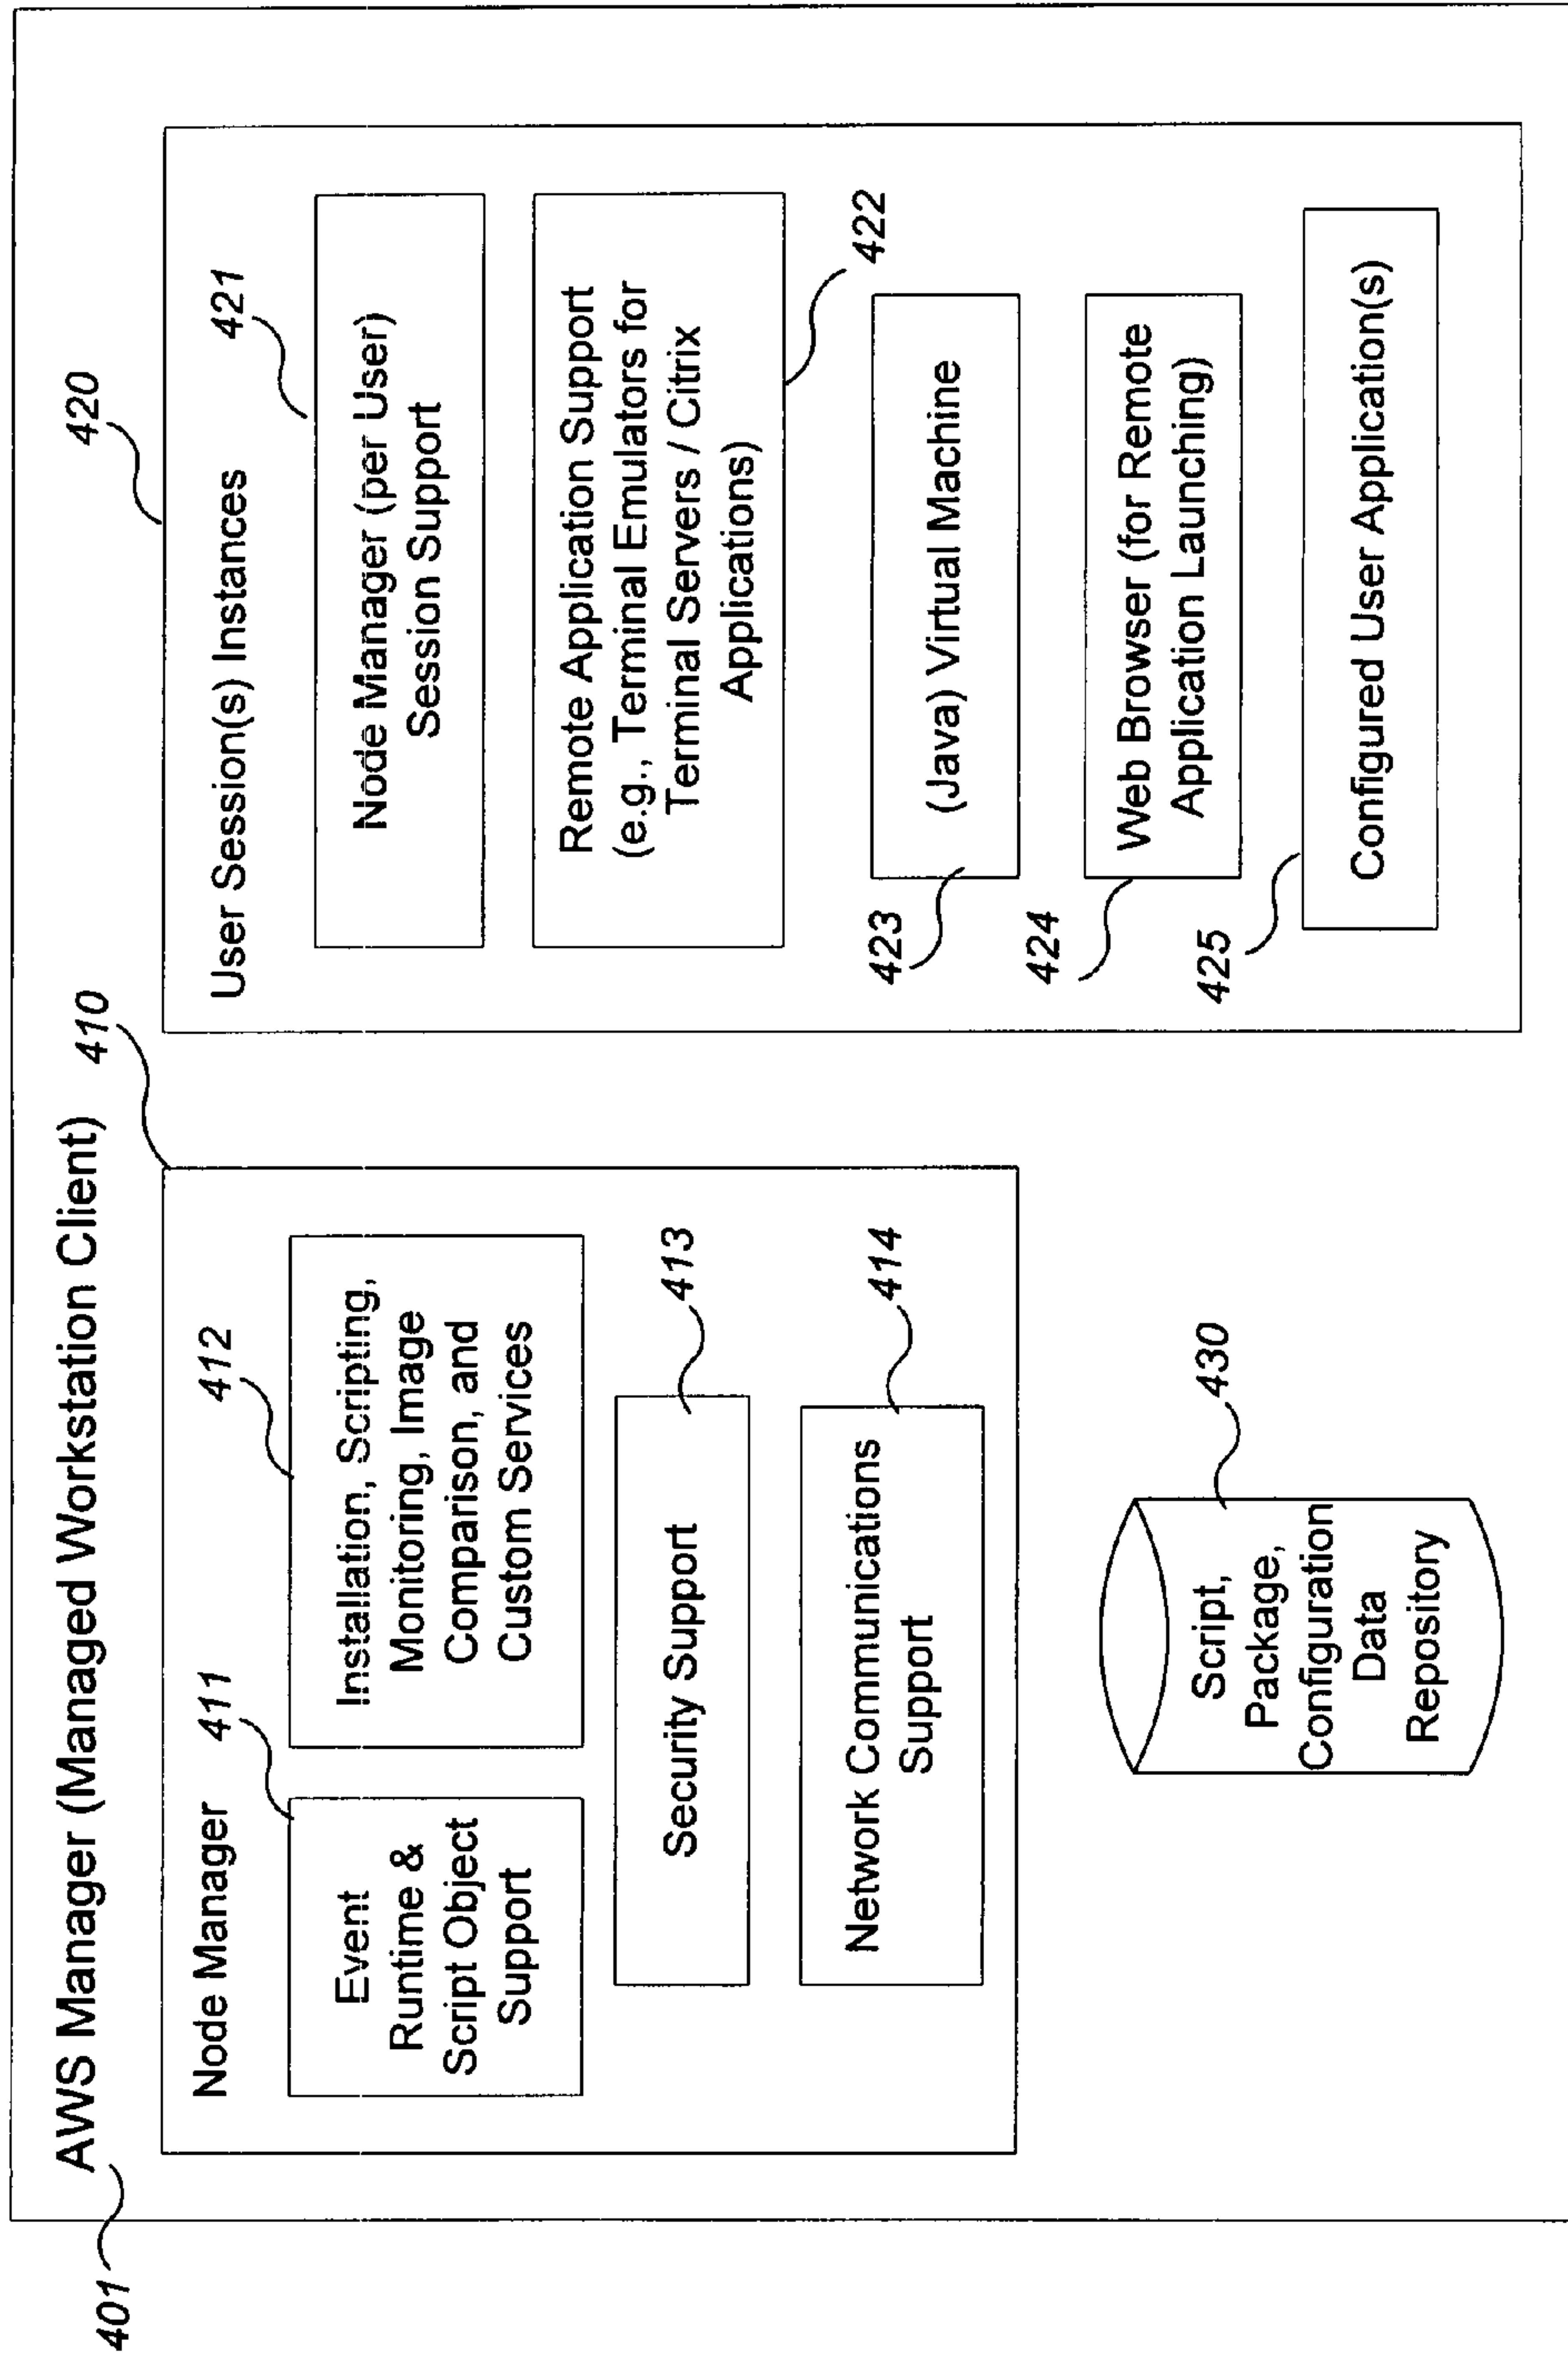 401
AWS Manager (Managed Workstation Client)
410
Node Manager
411
Event
Runtime &
Script Object
Support
412
Installation, Scripting,
Monitoring, Image
Comparison, and
Custom Services
Security Support
413
Network Communications
Support
414
Script,
Package,
Configuration
Data
Repository
430
420
User Session(s) Instances
421
Node Manager (per User)
Session Support
Remote Application Support
(e.g., Terminal Emulators for
Terminal Servers / Citrix
Applications)
422
(Java) Virtual Machine
423
Web Browser (for Remote
Application Launching)
424
425
Configured User Application(s)